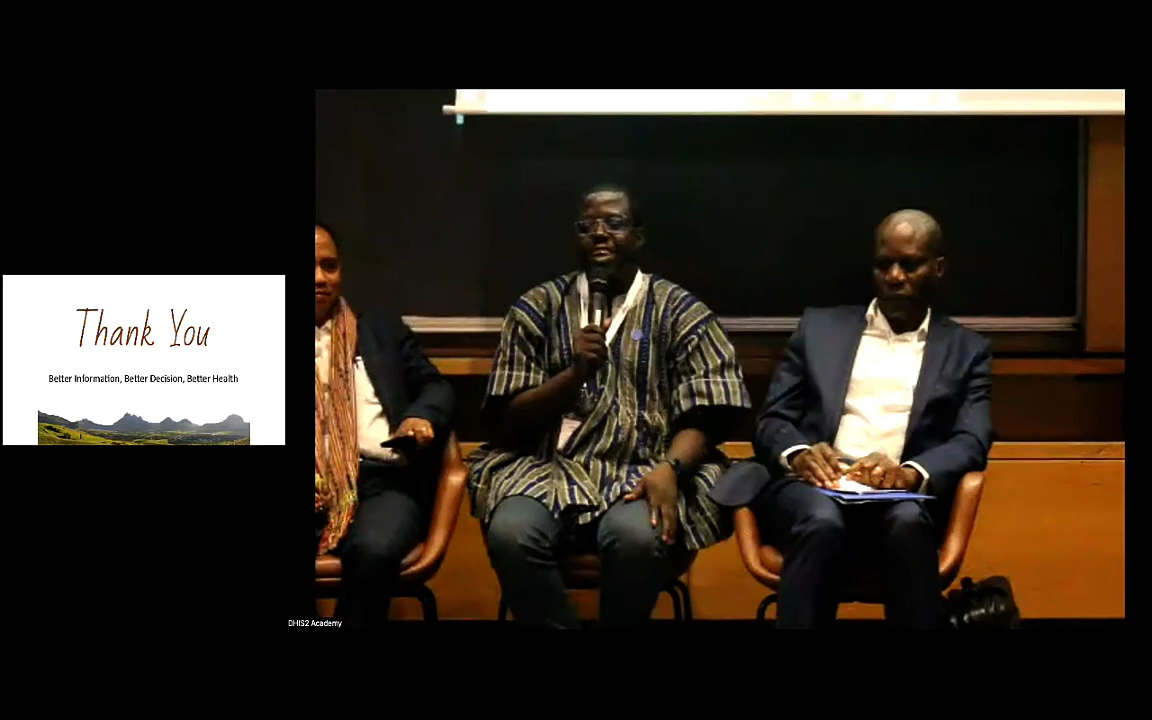 Thank You
Better Information, Better Decision, Better Health
DHIS2 Academy